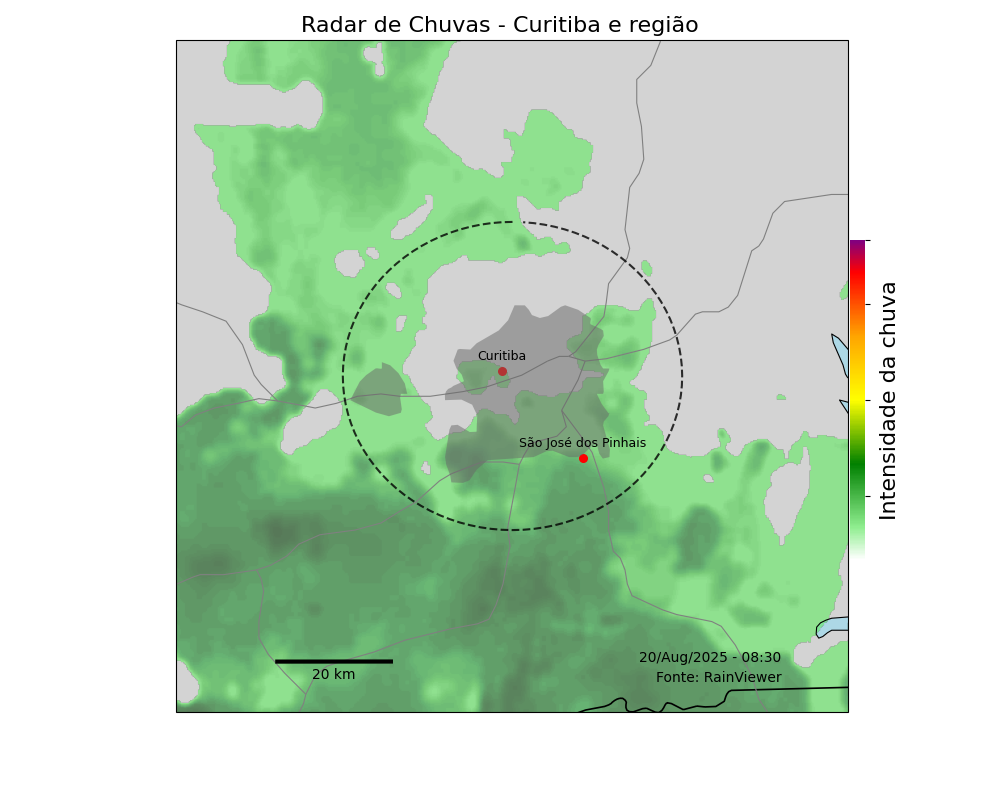 Radar de Chuvas - Curitiba e região
Curitiba
São José dos Pinhais
Intensidade da chuva
20/Aug/2025 - 08:30
Fonte: RainViewer
20 km